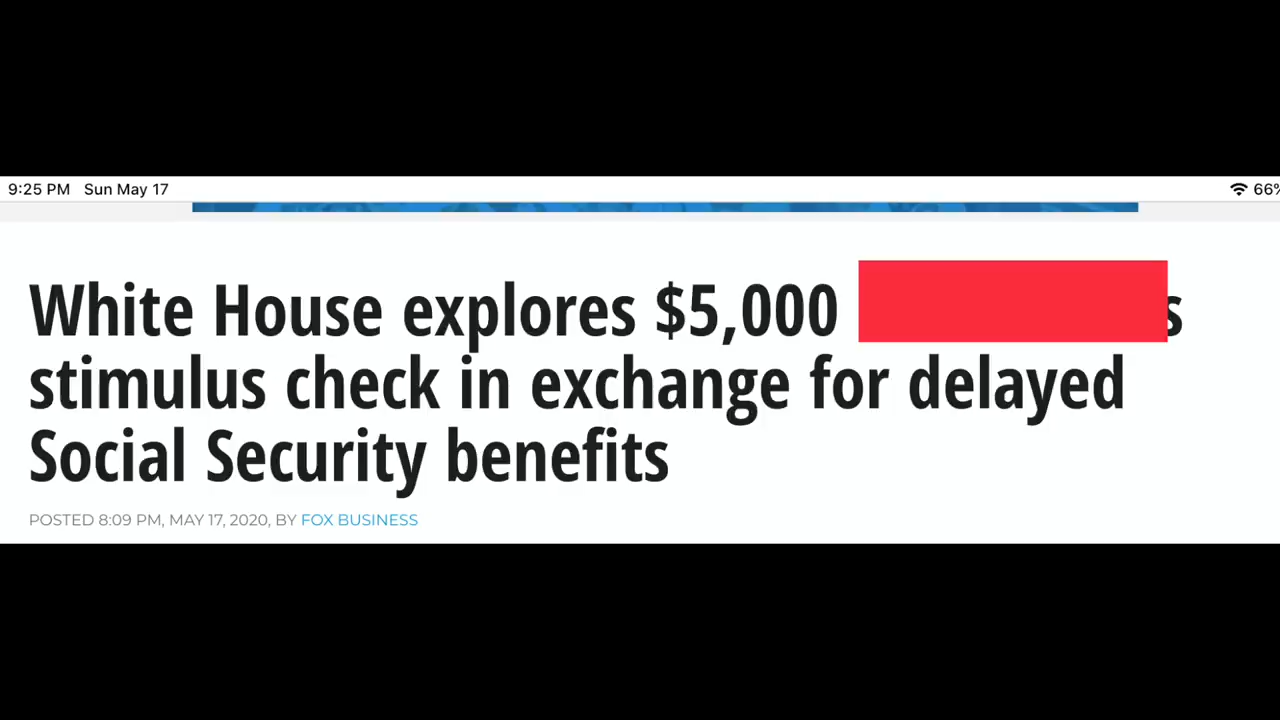 9:25 PM Sun May 17
66%
White House explores $5,000
stimulus check in exchange for delayed
Social Security benefits
POSTED 8:09 PM, MAY 17, 2020, BY FOX BUSINESS